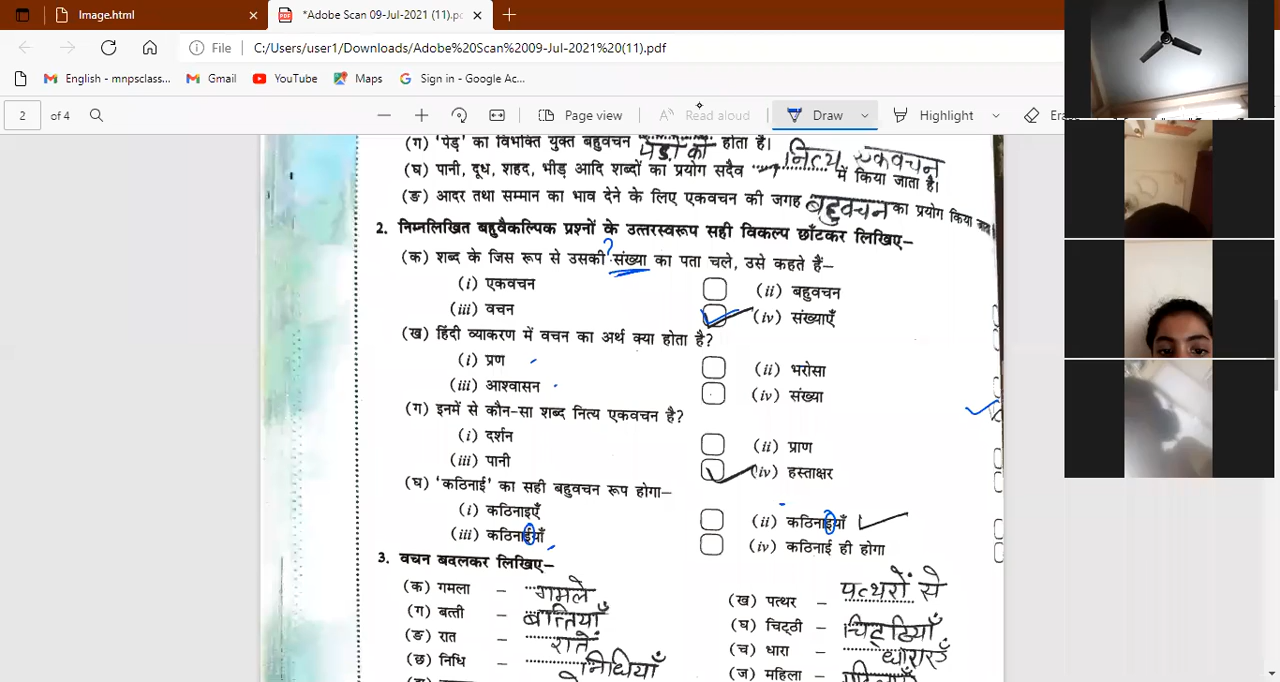 Image.html
*Adobe Scan 09-Jul-2021 (11).pc
File C:/Users/user1/Downloads/Adobe%20Scan%2009-Jul-2021%20(11).pdf
English - mnpsclass... Gmail YouTube Maps Sign in - Google Ac...
2 of 4 Page view Read aloud Draw Highlight Era
(ग) 'पेड़' का विभक्ति युक्त बहुवचन पेड़ों को होता है।
(घ) पानी, दूध, शहद, भीड़ आदि शब्दों का प्रयोग सदैव नित्य एकवचन में किया जाता है।
(ङ) आदर तथा सम्मान का भाव देने के लिए एकवचन की जगह बहुवचन का प्रयोग किया जाता
2. निम्नलिखित बहुवैकल्पिक प्रश्नों के उत्तरस्वरूप सही विकल्प छाँटकर लिखिए–
(क) शब्द के जिस रूप से उसकी ? संख्या का पता चले, उसे कहते हैं–
(i) एकवचन (ii) बहुवचन
(iii) वचन (iv) संख्याएँ
(ख) हिंदी व्याकरण में वचन का अर्थ क्या होता है?
(i) प्रण (ii) भरोसा
(iii) आश्वासन (iv) संख्या
(ग) इनमें से कौन-सा शब्द नित्य एकवचन है?
(i) दर्शन (ii) प्राण
(iii) पानी (iv) हस्ताक्षर
(घ) 'कठिनाई' का सही बहुवचन रूप होगा–
(i) कठिनाइएँ (ii) कठिनाइयाँ
(iii) कठिनाईयाँ (iv) कठिनाई ही होगा
3. वचन बदलकर लिखिए–
(क) गमला – गमले (ख) पत्थर – पत्थरों से
(ग) बत्ती – बत्तियाँ (घ) चिट्ठी – चिट्ठियाँ
(ङ) रात – रातें (च) धारा – धाराएँ
(छ) निधि – निधियाँ (ज) महिला –